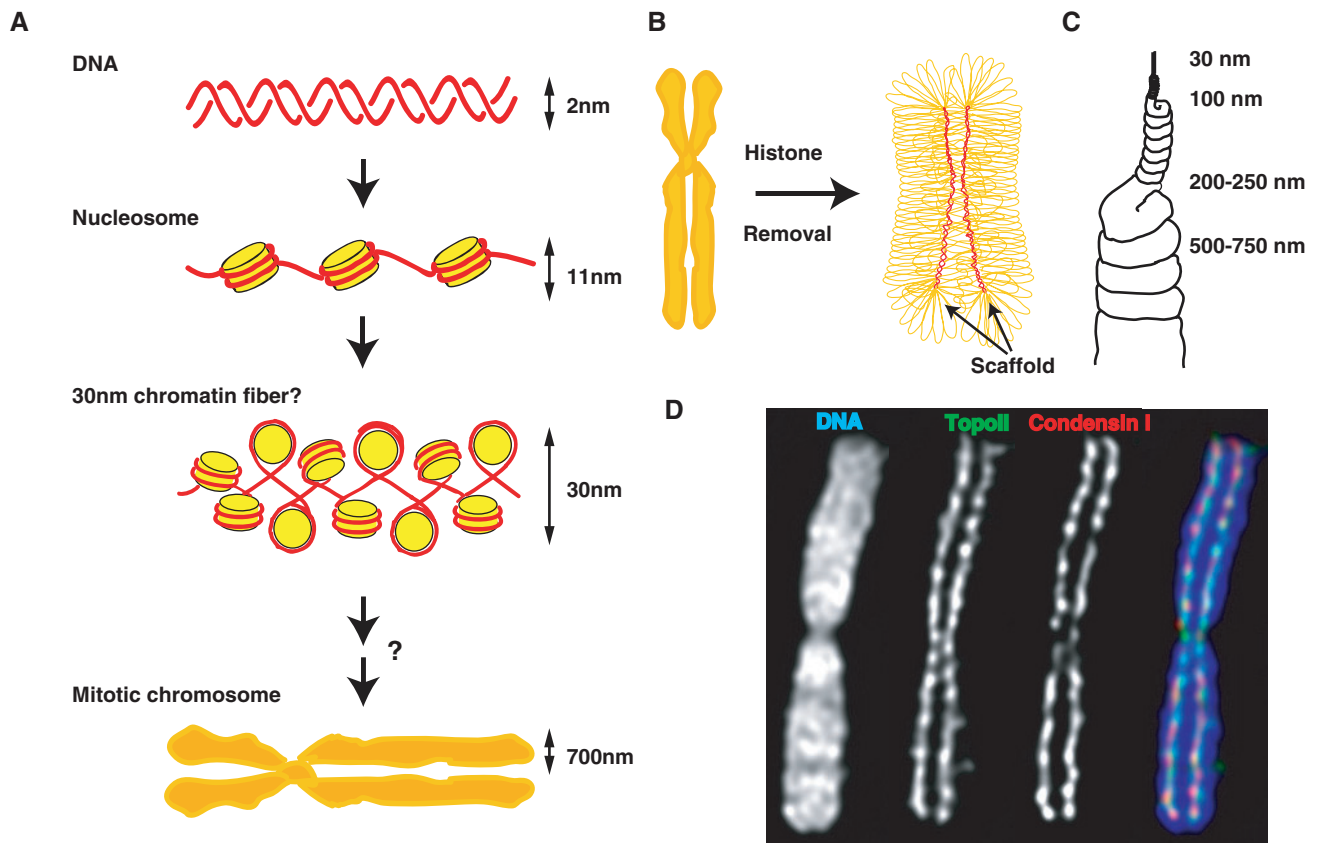 A
DNA
2nm
Nucleosome
11nm
30nm chromatin fiber?
30nm
?
Mitotic chromosome
700nm
B
Histone
Removal
Scaffold
C
30 nm
100 nm
200-250 nm
500-750 nm
D
DNA TopoII Condensin I